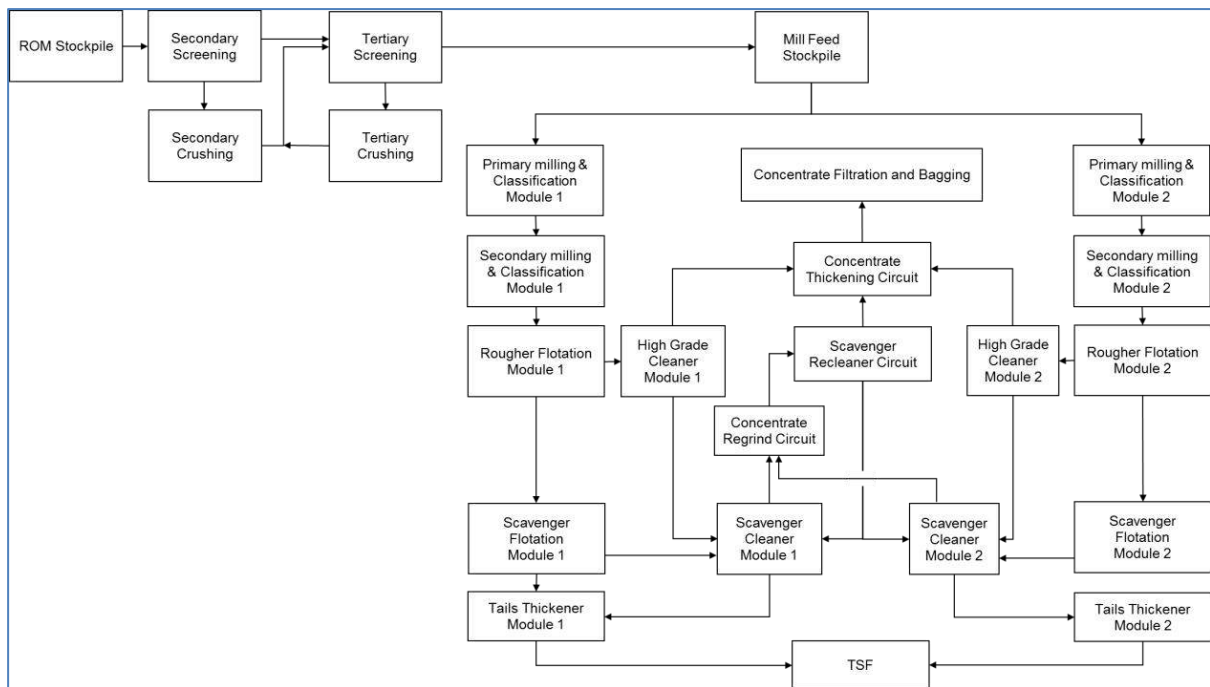 ROM Stockpile
Secondary
Screening
Tertiary
Screening
Mill Feed
Stockpile
Secondary
Crushing
Tertiary
Crushing
Primary milling &
Classification
Module 1
Concentrate Filtration and Bagging
Primary milling &
Classification
Module 2
Secondary milling
& Classification
Module 1
Concentrate
Thickening Circuit
Secondary milling
& Classification
Module 2
Rougher Flotation
Module 1
High Grade
Cleaner
Module 1
Scavenger
Recleaner Circuit
High Grade
Cleaner
Module 2
Rougher Flotation
Module 2
Concentrate
Regrind Circuit
Scavenger
Flotation
Module 1
Scavenger
Cleaner
Module 1
Scavenger
Cleaner
Module 2
Scavenger
Flotation
Module 2
Tails Thickener
Module 1
Tails Thickener
Module 2
TSF